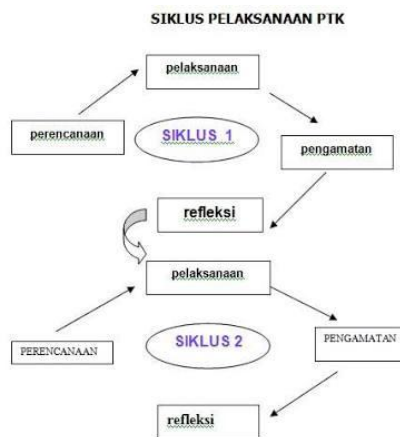 SIKLUS PELAKSANAAN PTK
pelaksanaan
perencanaan
SIKLUS 1
pengamatan
refleksi
pelaksanaan
PERENCANAAN
SIKLUS 2
PENGAMATAN
refleksi